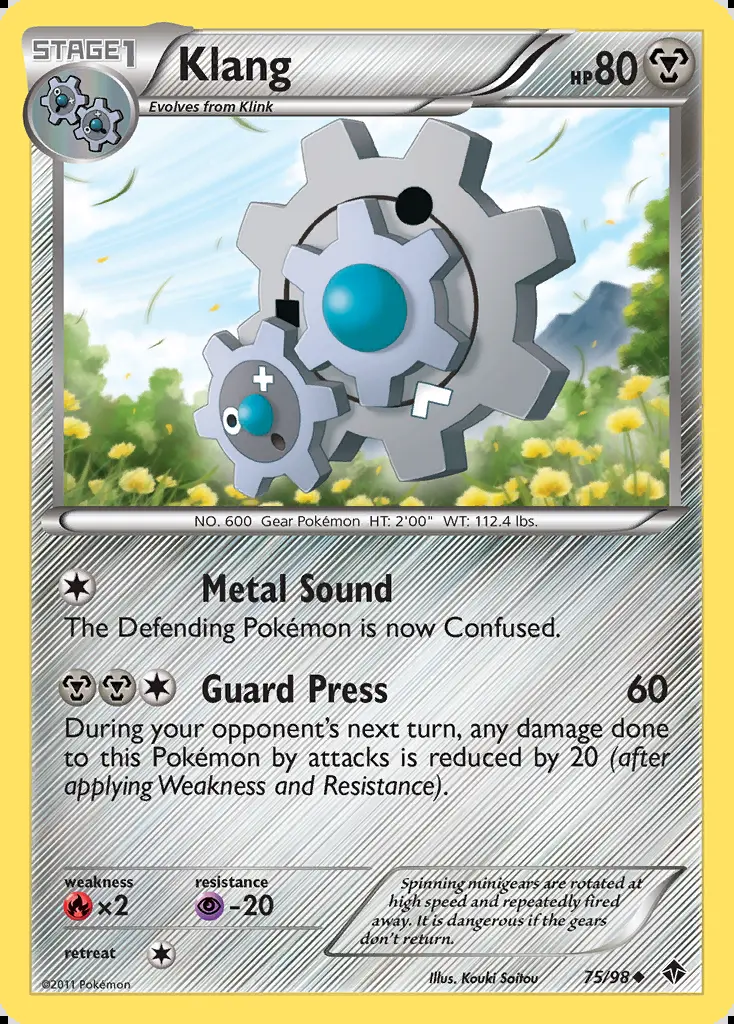 STAGE1
Klang
HP80
Evolves from Klink
NO. 600 Gear Pokémon HT: 2'00" WT: 112.4 lbs.
Metal Sound
The Defending Pokémon is now Confused.
Guard Press 60
During your opponent's next turn, any damage done
to this Pokémon by attacks is reduced by 20 (after
applying Weakness and Resistance).
weakness resistance
×2 -20
retreat
Spinning minigears are rotated at
high speed and repeatedly fired
away. It is dangerous if the gears
don't return.
©2011 Pokémon
Illus. Kouki Saitou
75/98